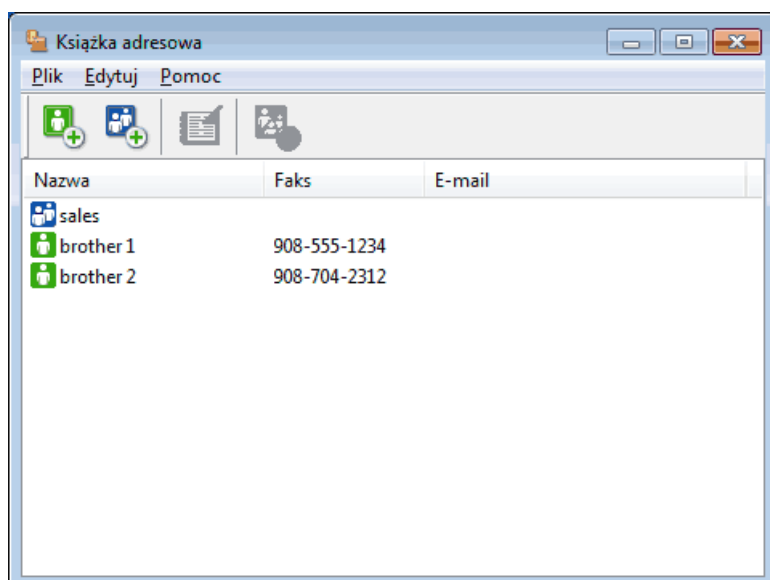 Książka adresowa
Plik Edytuj Pomoc
Nazwa Faks E-mail
sales
brother 1 908-555-1234
brother 2 908-704-2312